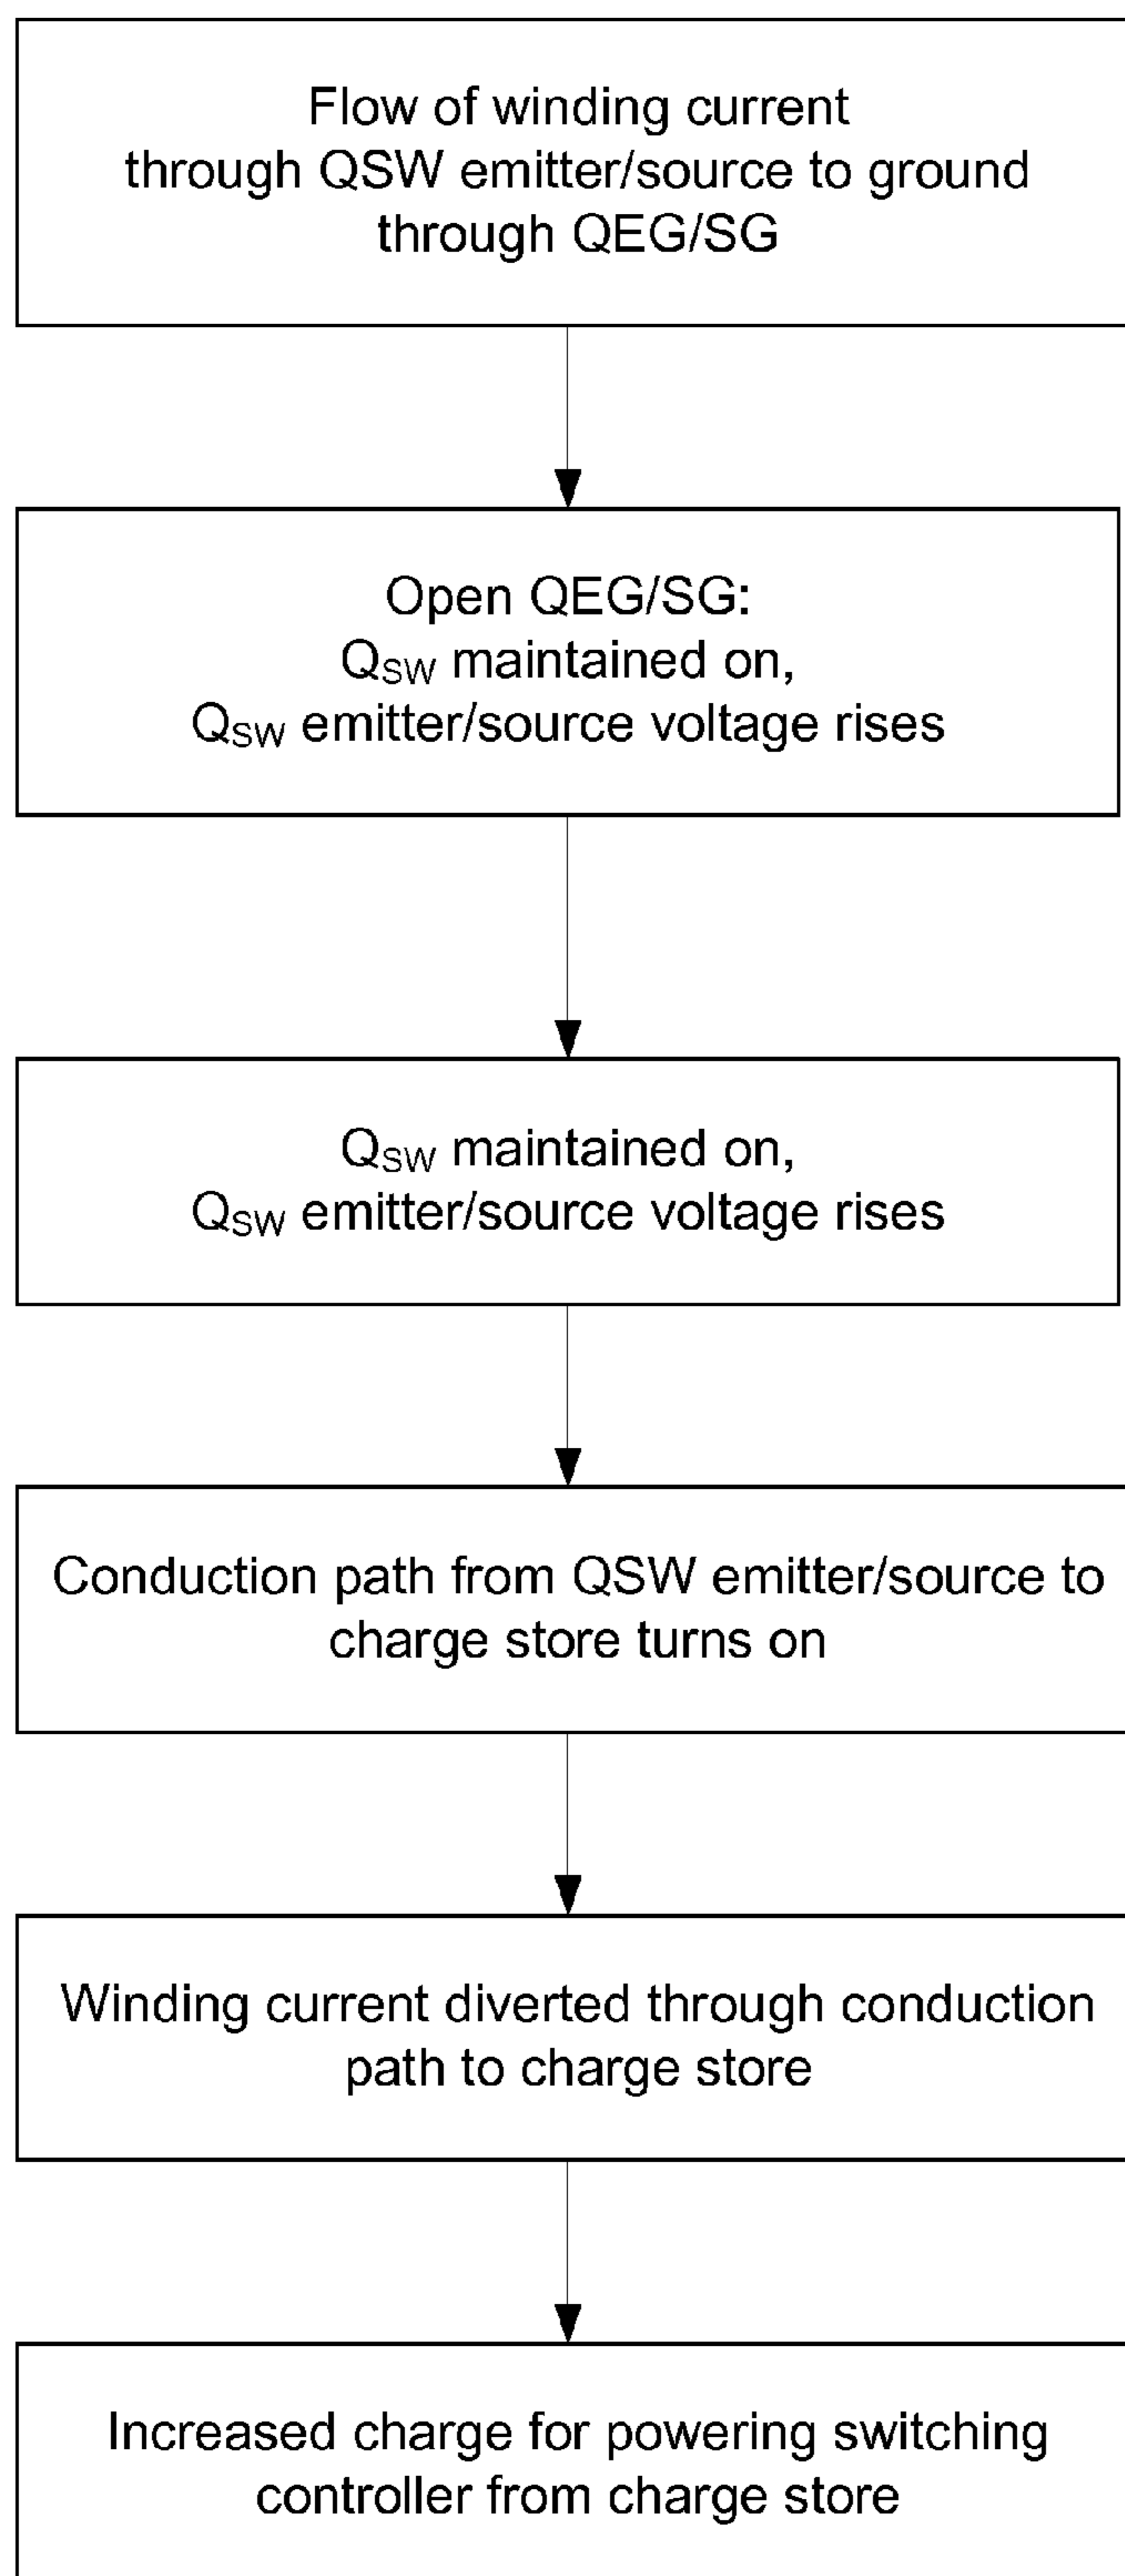 Flow of winding current
through QSW emitter/source to ground
through QEG/SG
Open QEG/SG:
QSW maintained on,
QSW emitter/source voltage rises
QSW maintained on,
QSW emitter/source voltage rises
Conduction path from QSW emitter/source to
charge store turns on
Winding current diverted through conduction
path to charge store
Increased charge for powering switching
controller from charge store